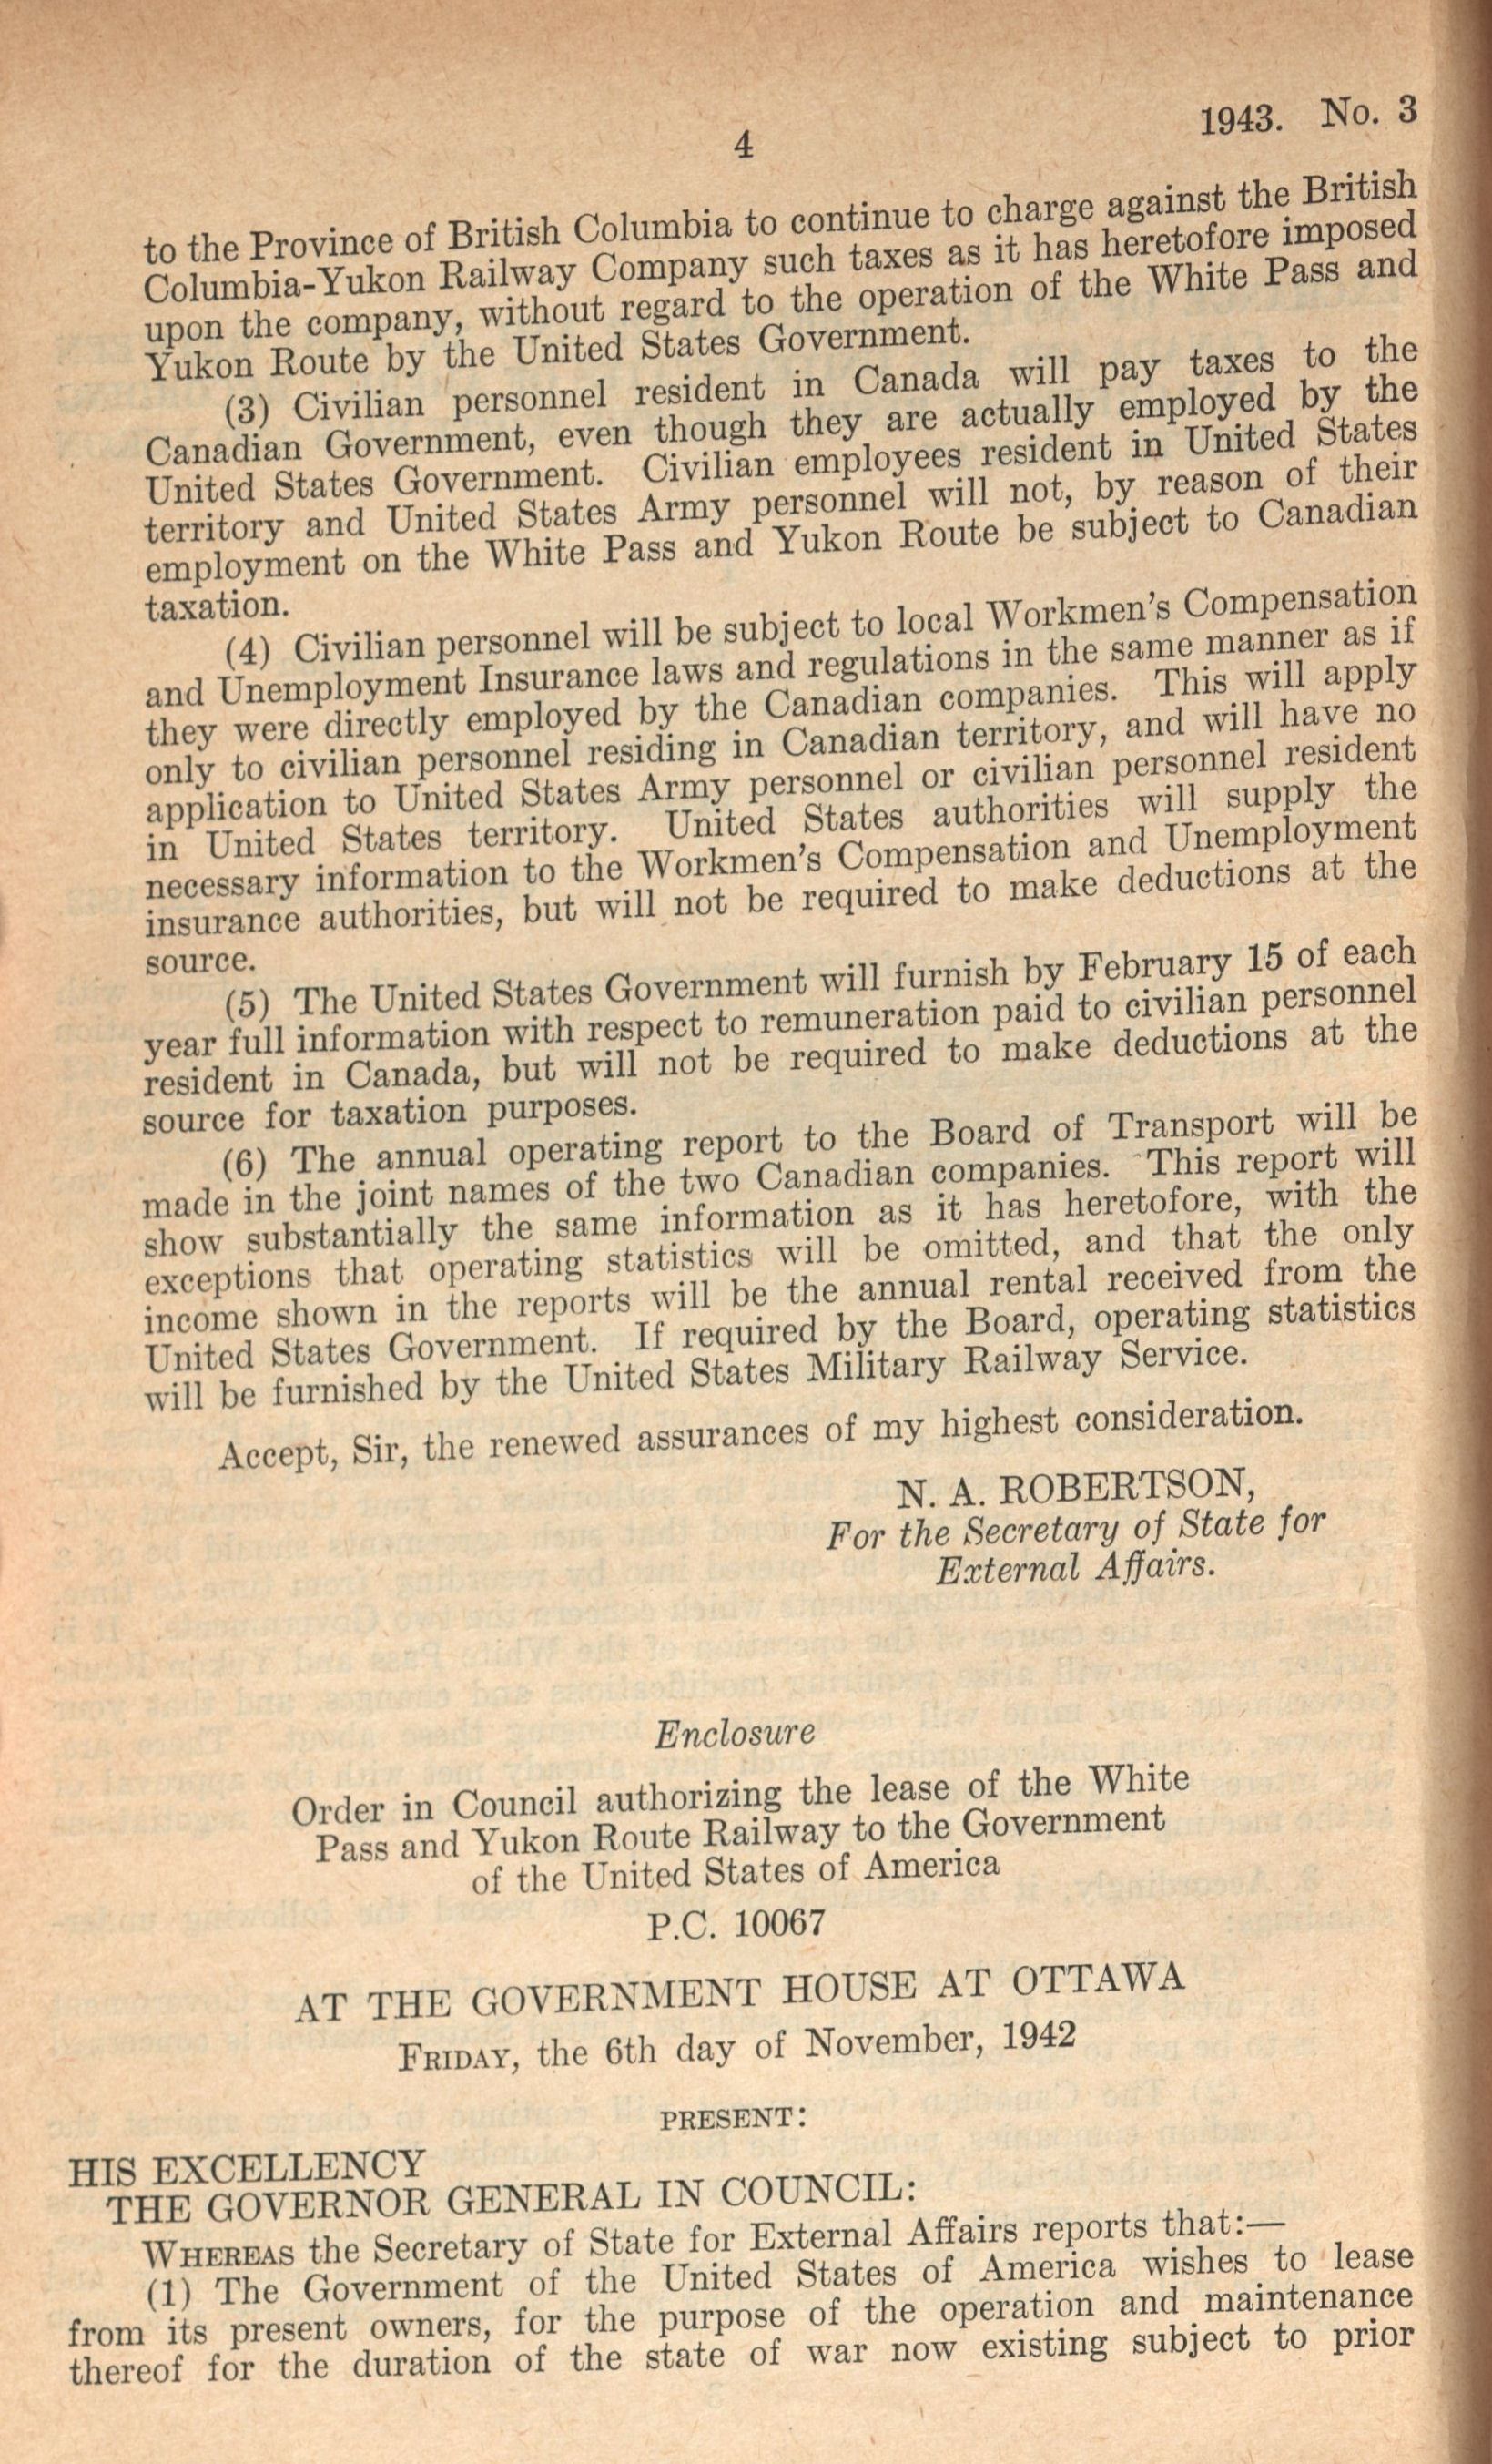 1943. No. 3
4
to the Province of British Columbia to continue to charge against the British
Columbia-Yukon Railway Company such taxes as it has heretofore imposed
upon the company, without regard to the operation of the White Pass and
Yukon Route by the United States Government.
(3) Civilian personnel resident in Canada will pay taxes to the
Canadian Government, even though they are actually employed by the
United States Government. Civilian employees resident in United States
territory and United States Army personnel will not, by reason of their
employment on the White Pass and Yukon Route be subject to Canadian
taxation.
(4) Civilian personnel will be subject to local Workmen's Compensation
and Unemployment Insurance laws and regulations in the same manner as if
they were directly employed by the Canadian companies. This will apply
only to civilian personnel residing in Canadian territory, and will have no
application to United States Army personnel or civilian personnel resident
in United States territory. United States authorities will supply the
necessary information to the Workmen's Compensation and Unemployment
insurance authorities, but will not be required to make deductions at the
source.
(5) The United States Government will furnish by February 15 of each
year full information with respect to remuneration paid to civilian personnel
resident in Canada, but will not be required to make deductions at the
source for taxation purposes.
(6) The annual operating report to the Board of Transport will be
made in the joint names of the two Canadian companies. This report will
show substantially the same information as it has heretofore, with the
exceptions that operating statistics will be omitted, and that the only
income shown in the reports will be the annual rental received from the
United States Government. If required by the Board, operating statistics
will be furnished by the United States Military Railway Service.
Accept, Sir, the renewed assurances of my highest consideration.
N. A. ROBERTSON,
For the Secretary of State for
External Affairs.
Enclosure
Order in Council authorizing the lease of the White
Pass and Yukon Route Railway to the Government
of the United States of America
P.C. 10067
AT THE GOVERNMENT HOUSE AT OTTAWA
FRIDAY, the 6th day of November, 1942
PRESENT:
HIS EXCELLENCY
THE GOVERNOR GENERAL IN COUNCIL:
WHEREAS the Secretary of State for External Affairs reports that:—
(1) The Government of the United States of America wishes to lease
from its present owners, for the purpose of the operation and maintenance
thereof for the duration of the state of war now existing subject to prior